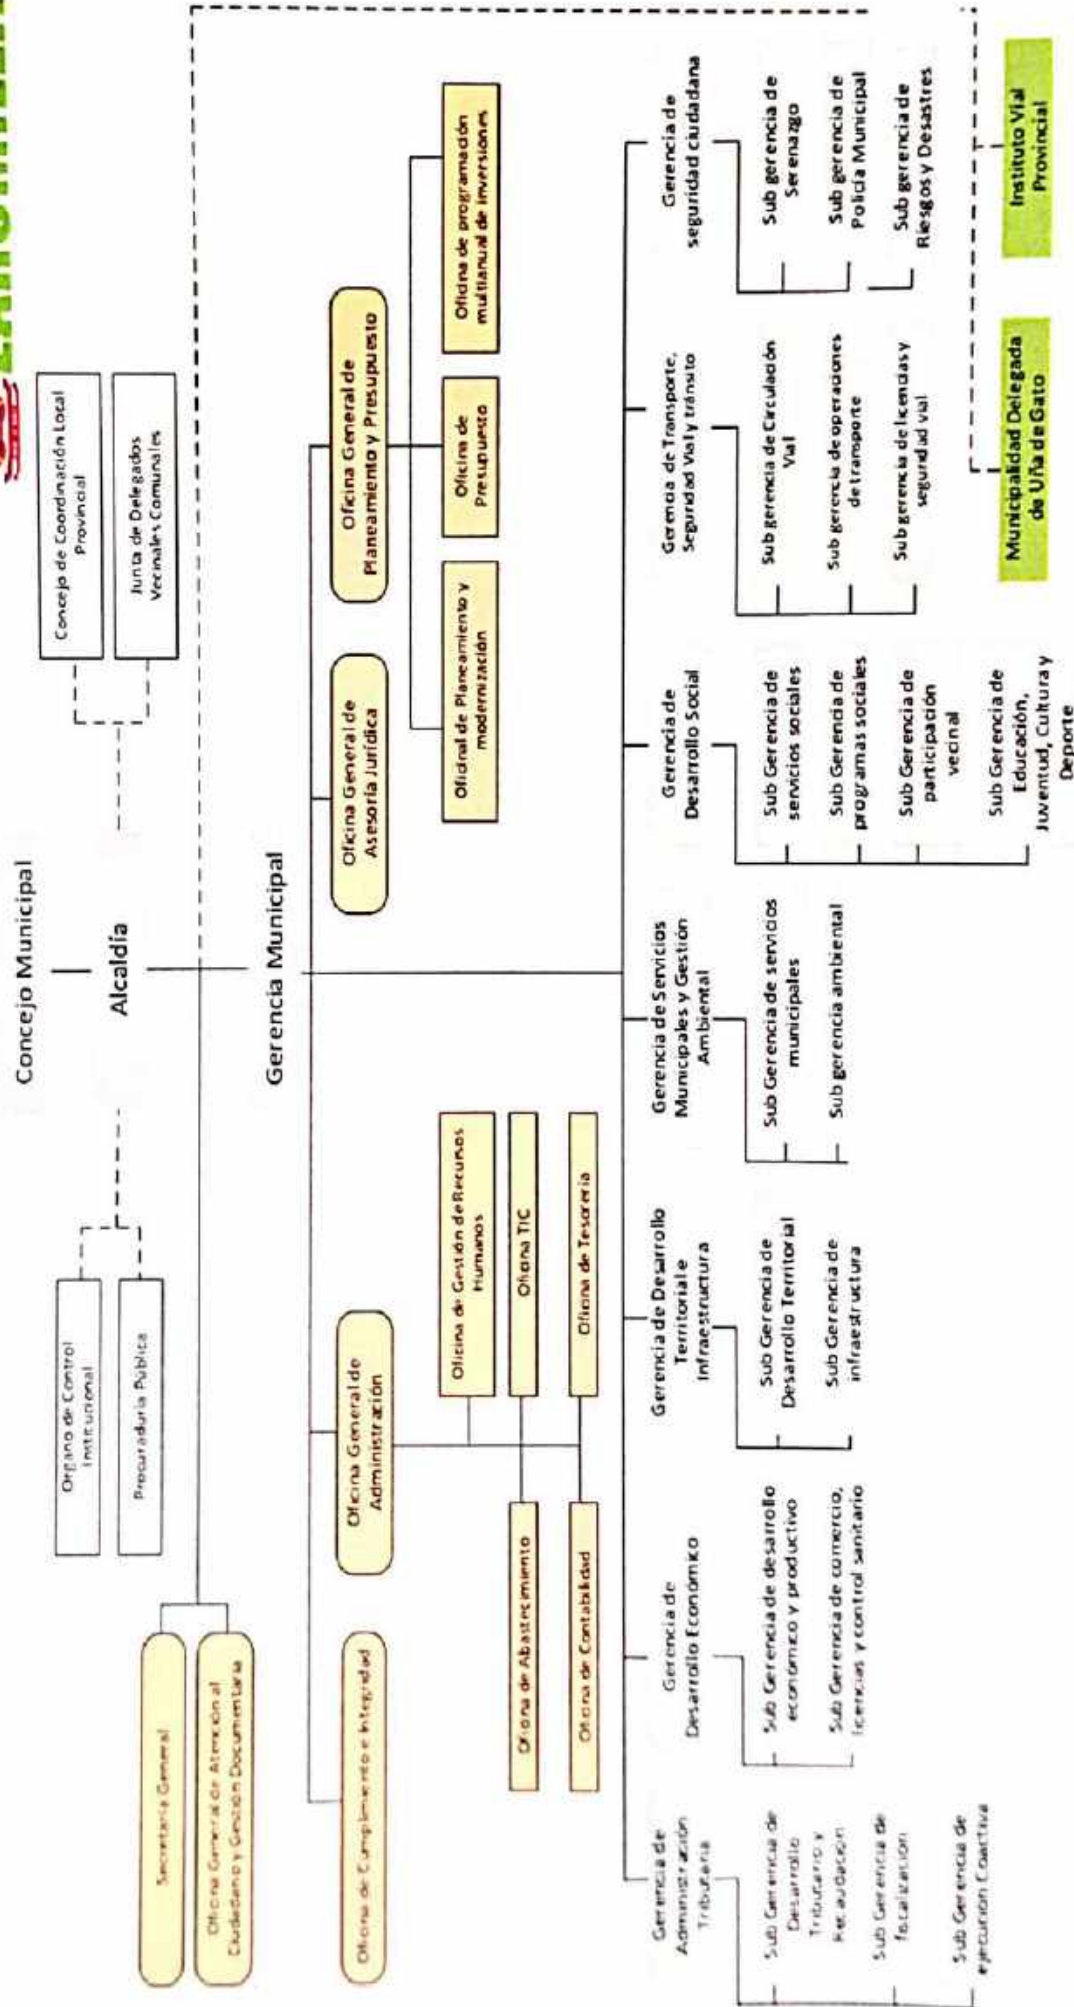 Concejo Municipal
Alcaldía
Organo de Control
Institucional
Procuraduría Pública
Concejo de Coordinación Local
Provincial
Junta de Delegados
Vecinales Comunales
Secretaría General
Oficina General de Atención al
Ciudadano y Gestión Documentaria
Gerencia Municipal
Oficina de Cumplimiento e Integridad
Oficina General de
Administración
Oficina General de
Asesoría Jurídica
Oficina General de
Planeamiento y Presupuesto
Oficina de Gestión de Recursos
Humanos
Oficina de Abastecimiento
Oficina TIC
Oficina de Contabilidad
Oficina de Tesorería
Oficinal de Planeamiento y
modernización
Oficina de
Presupuesto
Oficina de programación
multianual de inversiones
Gerencia de
Administración
Tributaria
Sub Gerencia de
Desarrollo
Tributario y
Recaudación
Sub Gerencia de
fiscalización
Sub Gerencia de
ejecución Coactiva
Gerencia de
Desarrollo Económico
Sub Gerencia de desarrollo
económico y productivo
Sub Gerencia de comercio,
licencias y control sanitario
Gerencia de Desarrollo
Territorial e
Infraestructura
Sub Gerencia de
Desarrollo Territorial
Sub Gerencia de
infraestructura
Gerencia de Servicios
Municipales y Gestión
Ambiental
Sub Gerencia de servicios
municipales
Sub gerencia ambiental
Gerencia de
Desarrollo Social
Sub Gerencia de
servicios sociales
Sub Gerencia de
programas sociales
Sub Gerencia de
participación
vecinal
Sub Gerencia de
Educación,
Juventud, Cultura y
Deporte
Gerencia de Transporte,
Seguridad Vial y tránsito
Sub gerencia de Circulación
Vial
Sub gerencia de operaciones
de transporte
Sub gerencia de licencias y
seguridad vial
Gerencia de
seguridad ciudadana
Sub gerencia de
Serenazgo
Sub gerencia de
Policía Municipal
Sub gerencia de
Riesgos y Desastres
Municipalidad Delegada
de Uña de Gato
Instituto Vial
Provincial